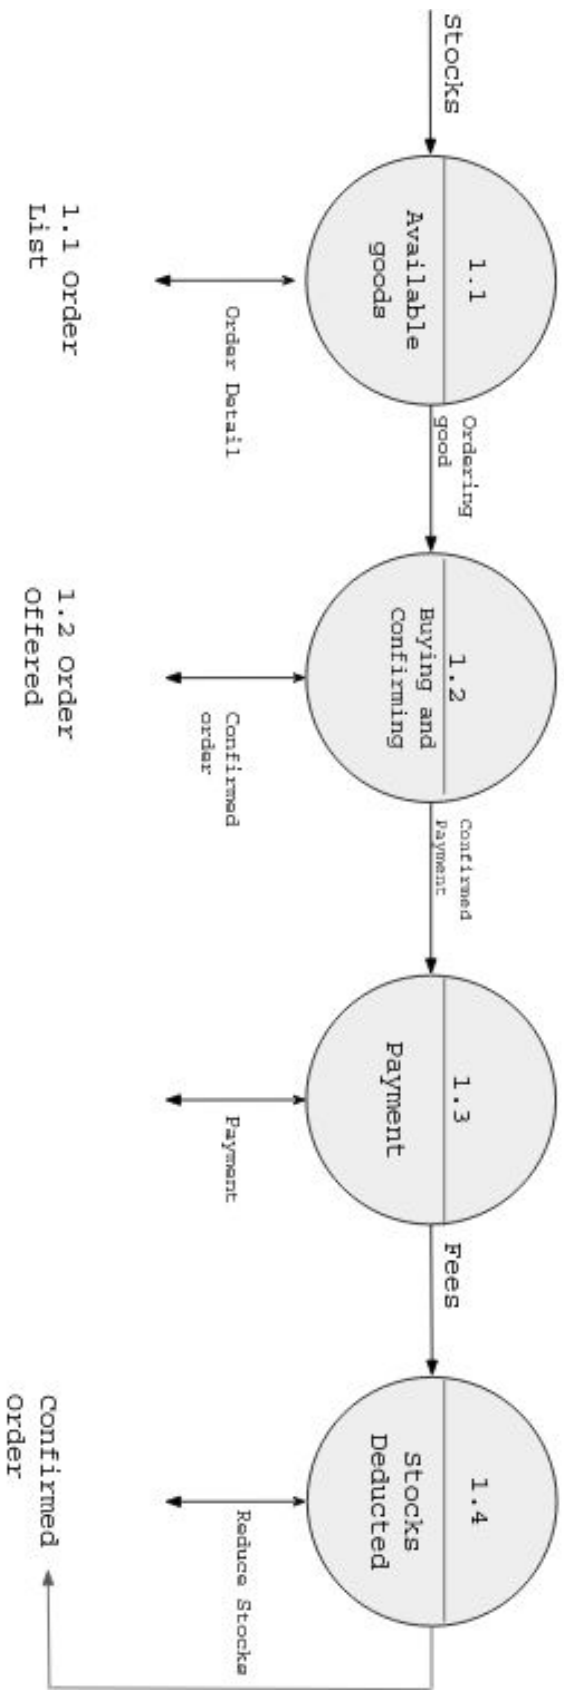 Stocks
1.1
Available
goods
Order Detail
1.1 Order
List
Ordering
good
1.2
Buying and
Confirming
Confirmed
order
1.2 Order
Offered
Confirmed
Payment
1.3
Payment
Payment
Fees
1.4
Stocks
Deducted
Reduce Stocks
Confirmed
Order